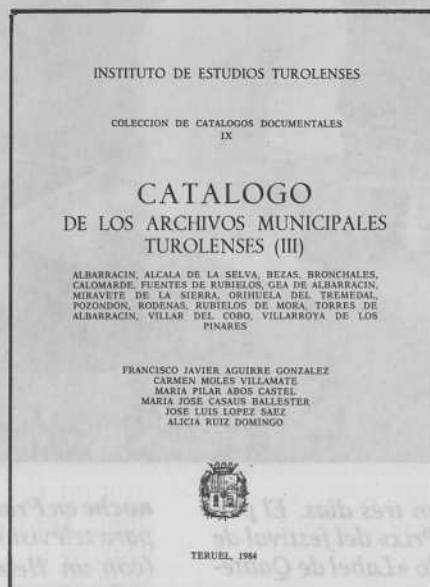 INSTITUTO DE ESTUDIOS TUROLENSES
COLECCION DE CATALOGOS DOCUMENTALES
IX
CATALOGO
DE LOS ARCHIVOS MUNICIPALES
TUROLENSES (III)
ALBARRACIN, ALCALA DE LA SELVA, BEZAS, BRONCHALES,
CALOMARDE, FUENTES DE RUBIELOS, GEA DE ALBARRACIN,
MIRAVETE DE LA SIERRA, ORIHUELA DEL TREMEDAL,
POZONDON, RODENAS, RUBIELOS DE MORA, TORRES DE
ALBARRACIN, VILLAR DEL COBO, VILLARROYA DE LOS
PINARES
FRANCISCO JAVIER AGUIRRE GONZALEZ
CARMEN MOLES VILLAMATE
MARIA PILAR ABOS CASTEL
MARIA JOSE CASAUS BALLESTER
JOSE LUIS LOPEZ SAEZ
ALICIA RUIZ DOMINGO
TERUEL, 1984